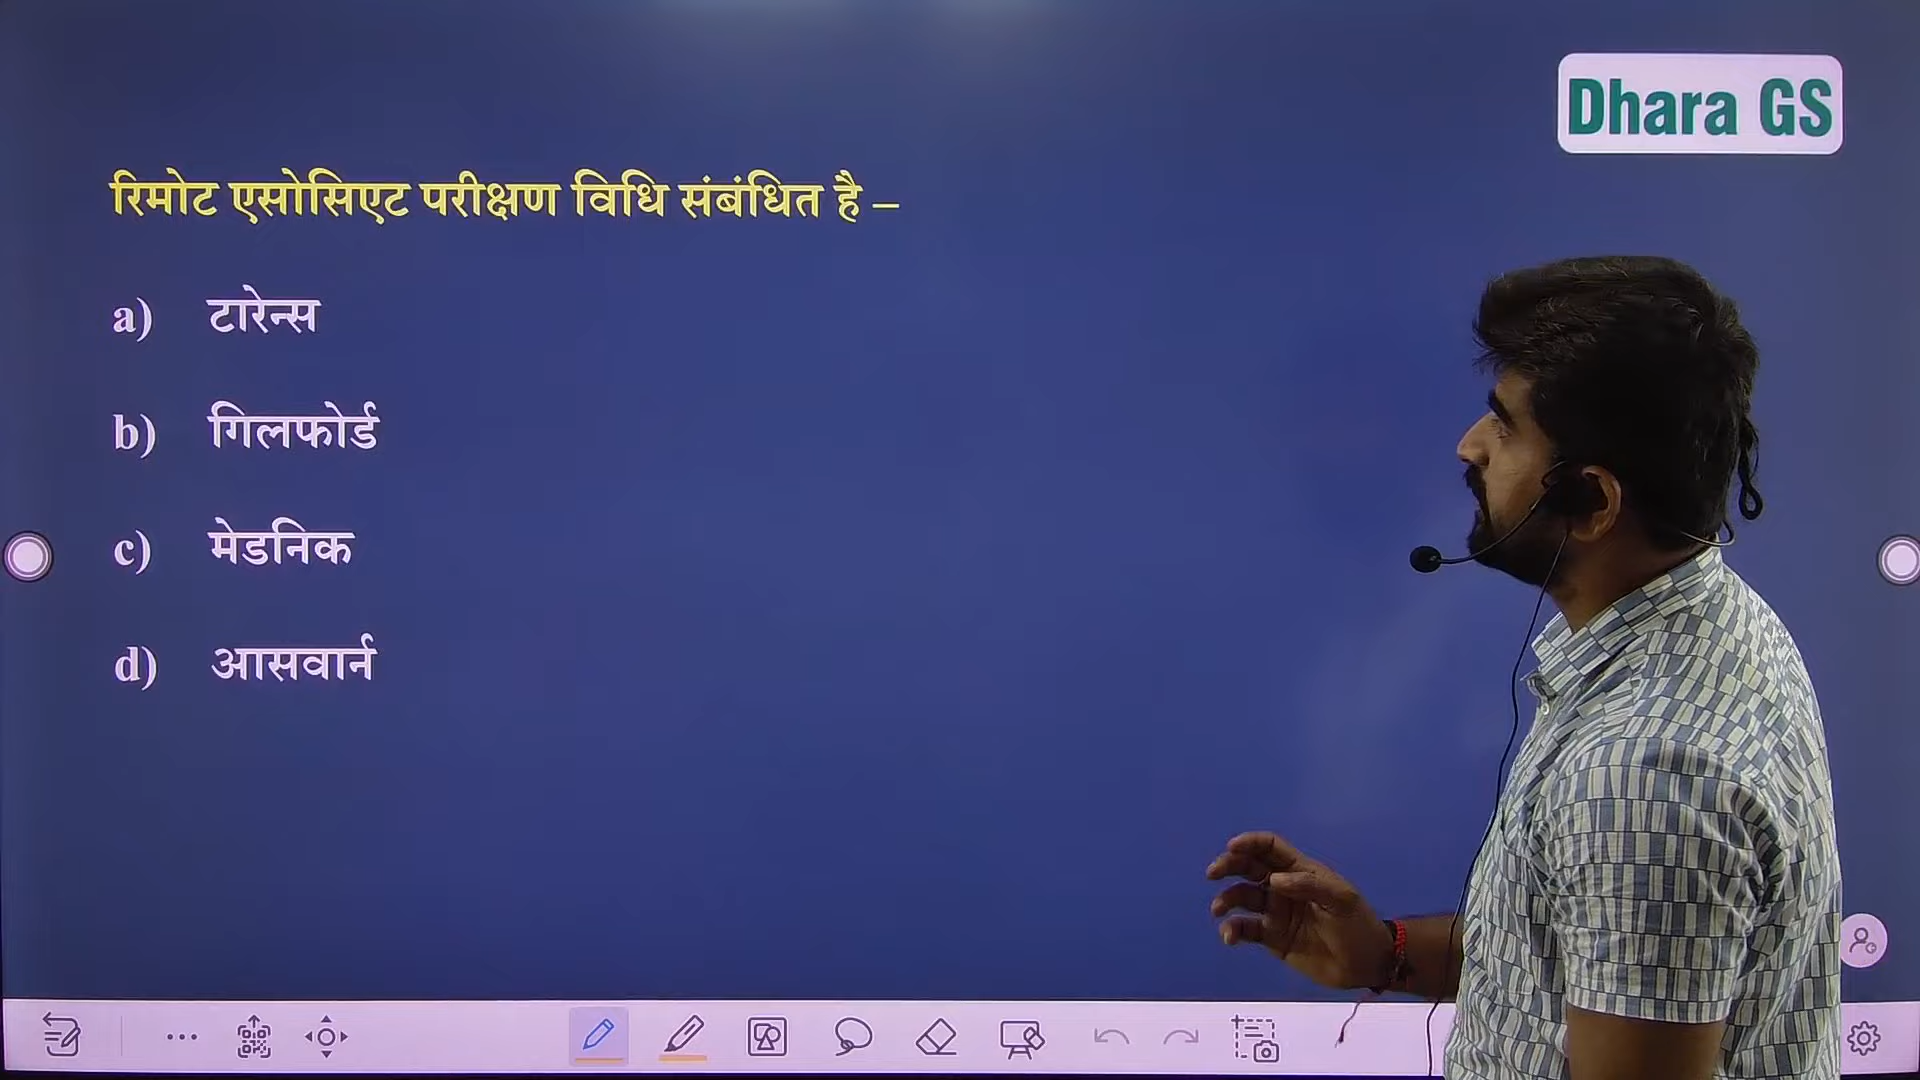 Dhara GS
रिमोट एसोसिएट परीक्षण विधि संबंधित है –
a) टारेन्स
b) गिलफोर्ड
c) मेडनिक
d) आसवार्न